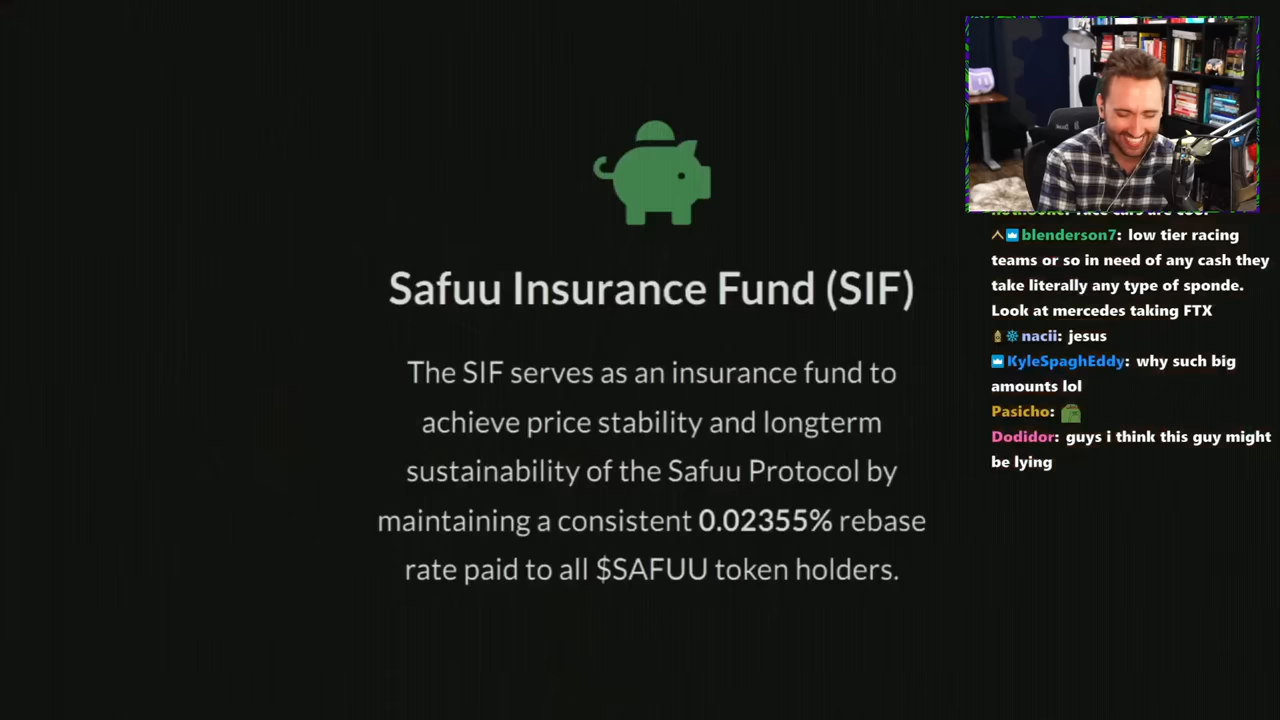 Safuu Insurance Fund (SIF)
The SIF serves as an insurance fund to
achieve price stability and longterm
sustainability of the Safuu Protocol by
maintaining a consistent 0.02355% rebase
rate paid to all $SAFUU token holders.
blenderson7: low tier racing
teams or so in need of any cash they
take literally any type of sponde.
Look at mercedes taking FTX
nacii: jesus
KyleSpaghEddy: why such big
amounts lol
Pasicho:
Dodidor: guys i think this guy might
be lying